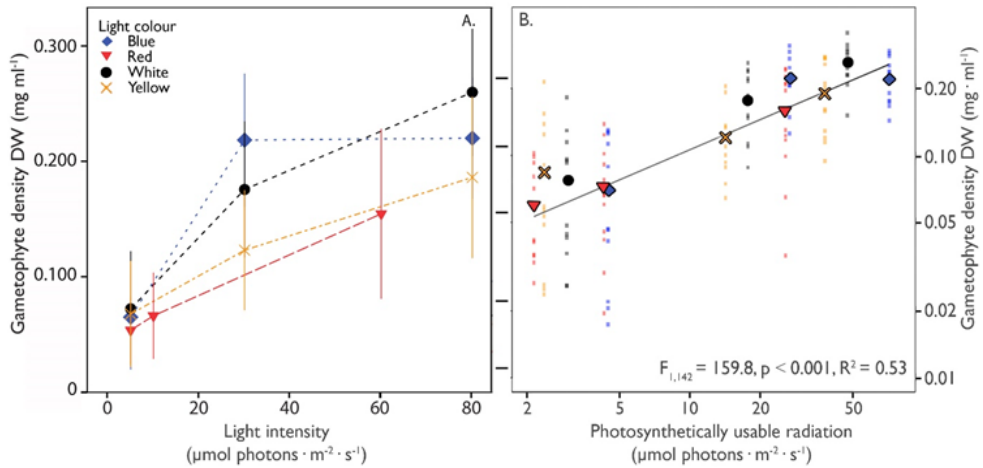 A.
Light colour
Blue
Red
White
Yellow
0.300
0.200
0.100
0
0 20 40 60 80
Gametophyte density DW (mg ml⁻¹)
Light intensity
(µmol photons · m⁻² · s⁻¹)
B.
0.20
0.10
0.05
0.02
0.01
2 5 10 20 50
Gametophyte density DW (mg · ml⁻¹)
F₁,₁₄₂ = 159.8, p < 0.001, R² = 0.53
Photosynthetically usable radiation
(µmol photons · m⁻² · s⁻¹)